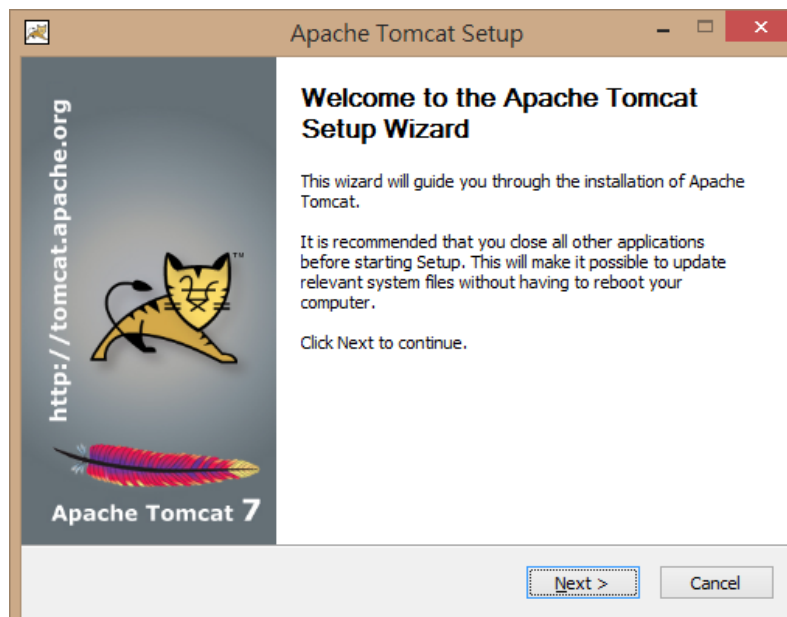 Apache Tomcat Setup
http://tomcat.apache.org
TM
Apache Tomcat 7
Welcome to the Apache Tomcat
Setup Wizard
This wizard will guide you through the installation of Apache
Tomcat.
It is recommended that you close all other applications
before starting Setup. This will make it possible to update
relevant system files without having to reboot your
computer.
Click Next to continue.
Next >
Cancel